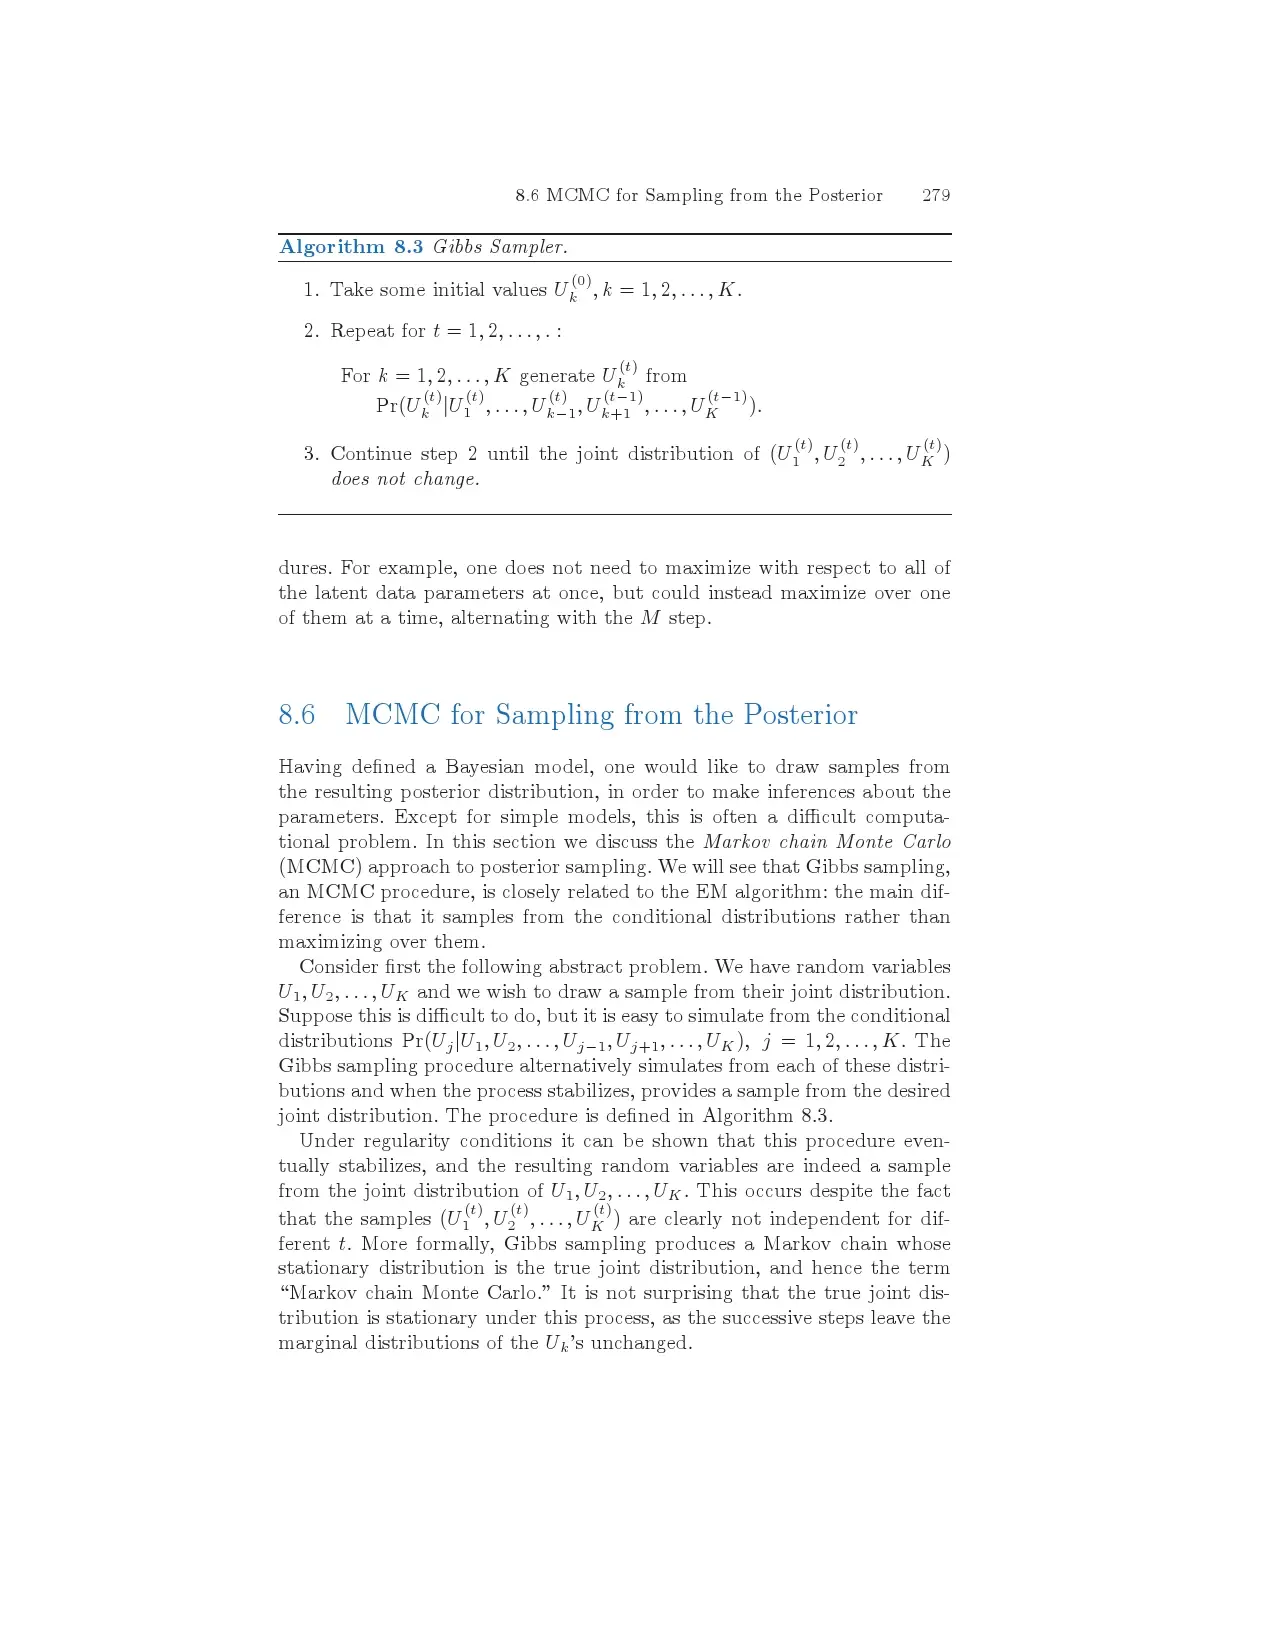 8.6 MCMC for Sampling from the Posterior 279
Algorithm 8.3 Gibbs Sampler.
1. Take some initial values U_k^{(0)}, k = 1, 2, . . . , K.
2. Repeat for t = 1, 2, . . . , . :
For k = 1, 2, . . . , K generate U_k^{(t)} from
Pr(U_k^{(t)}|U_1^{(t)}, . . . , U_{k−1}^{(t)}, U_{k+1}^{(t−1)}, . . . , U_K^{(t−1)}).
3. Continue step 2 until the joint distribution of (U_1^{(t)}, U_2^{(t)}, . . . , U_K^{(t)})
does not change.
dures. For example, one does not need to maximize with respect to all of
the latent data parameters at once, but could instead maximize over one
of them at a time, alternating with the M step.
8.6 MCMC for Sampling from the Posterior
Having defined a Bayesian model, one would like to draw samples from
the resulting posterior distribution, in order to make inferences about the
parameters. Except for simple models, this is often a difficult computa-
tional problem. In this section we discuss the Markov chain Monte Carlo
(MCMC) approach to posterior sampling. We will see that Gibbs sampling,
an MCMC procedure, is closely related to the EM algorithm: the main dif-
ference is that it samples from the conditional distributions rather than
maximizing over them.
Consider first the following abstract problem. We have random variables
U_1, U_2, . . . , U_K and we wish to draw a sample from their joint distribution.
Suppose this is difficult to do, but it is easy to simulate from the conditional
distributions Pr(U_j|U_1, U_2, . . . , U_{j−1}, U_{j+1}, . . . , U_K), j = 1, 2, . . . , K. The
Gibbs sampling procedure alternatively simulates from each of these distri-
butions and when the process stabilizes, provides a sample from the desired
joint distribution. The procedure is defined in Algorithm 8.3.
Under regularity conditions it can be shown that this procedure even-
tually stabilizes, and the resulting random variables are indeed a sample
from the joint distribution of U_1, U_2, . . . , U_K. This occurs despite the fact
that the samples (U_1^{(t)}, U_2^{(t)}, . . . , U_K^{(t)}) are clearly not independent for dif-
ferent t. More formally, Gibbs sampling produces a Markov chain whose
stationary distribution is the true joint distribution, and hence the term
“Markov chain Monte Carlo.” It is not surprising that the true joint dis-
tribution is stationary under this process, as the successive steps leave the
marginal distributions of the U_k’s unchanged.